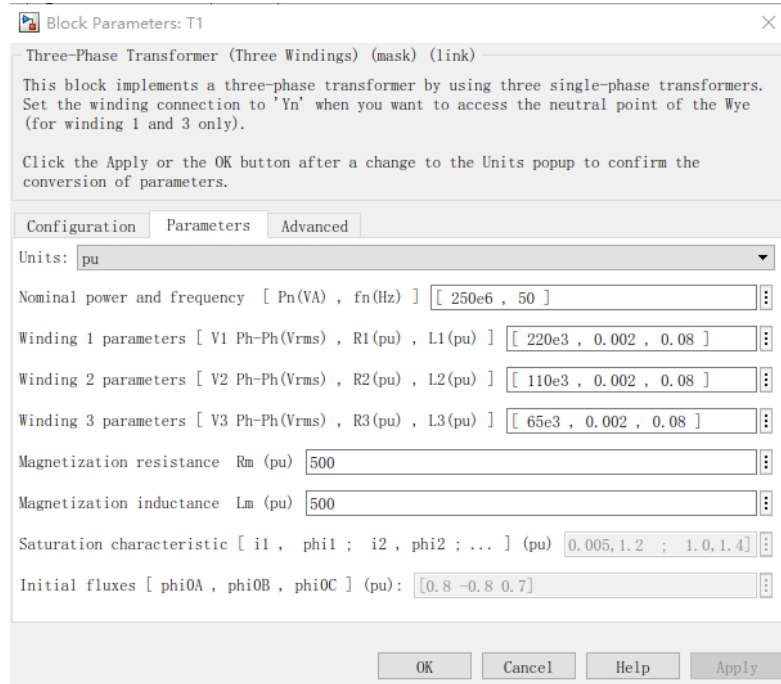 Block Parameters: T1
Three-Phase Transformer (Three Windings) (mask) (link)
This block implements a three-phase transformer by using three single-phase transformers.
Set the winding connection to 'Yn' when you want to access the neutral point of the Wye
(for winding 1 and 3 only).
Click the Apply or the OK button after a change to the Units popup to confirm the
conversion of parameters.
Configuration Parameters Advanced
Units: pu
Nominal power and frequency [ Pn(VA) , fn(Hz) ] [ 250e6 , 50 ]
Winding 1 parameters [ V1 Ph-Ph(Vrms) , R1(pu) , L1(pu) ] [ 220e3 , 0.002 , 0.08 ]
Winding 2 parameters [ V2 Ph-Ph(Vrms) , R2(pu) , L2(pu) ] [ 110e3 , 0.002 , 0.08 ]
Winding 3 parameters [ V3 Ph-Ph(Vrms) , R3(pu) , L3(pu) ] [ 65e3 , 0.002 , 0.08 ]
Magnetization resistance Rm (pu) 500
Magnetization inductance Lm (pu) 500
Saturation characteristic [ i1 , phi1 ; i2 , phi2 ; ... ] (pu) 0.005,1.2 ; 1.0,1.4]
Initial fluxes [ phi0A , phi0B , phi0C ] (pu): [0.8 -0.8 0.7]
OK Cancel Help Apply